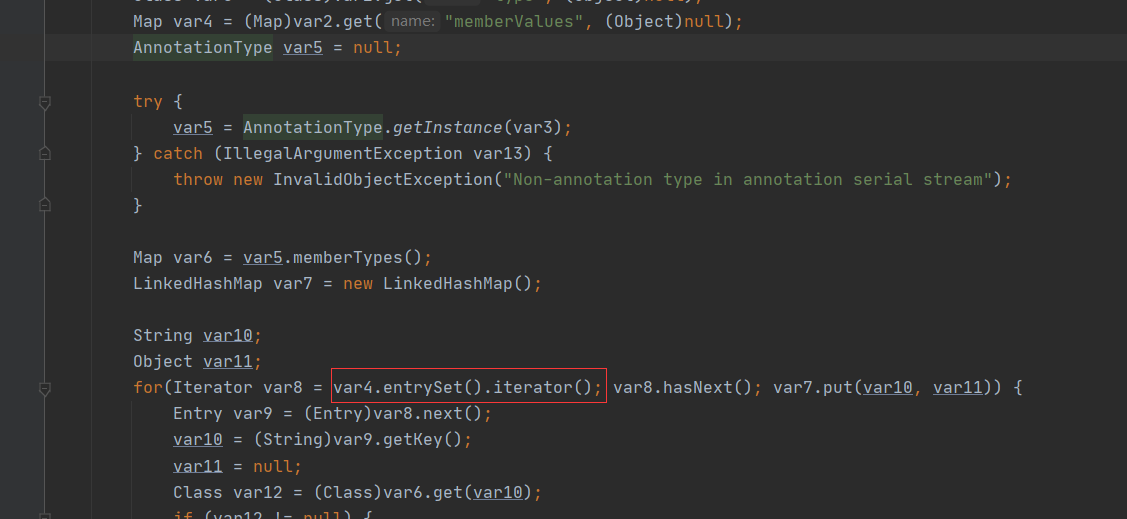 Map var4 = (Map)var2.get( name: "memberValues", (Object)null);
AnnotationType var5 = null;
try {
var5 = AnnotationType.getInstance(var3);
} catch (IllegalArgumentException var13) {
throw new InvalidObjectException("Non-annotation type in annotation serial stream");
}
Map var6 = var5.memberTypes();
LinkedHashMap var7 = new LinkedHashMap();
String var10;
Object var11;
for(Iterator var8 = var4.entrySet().iterator(); var8.hasNext(); var7.put(var10, var11)) {
Entry var9 = (Entry)var8.next();
var10 = (String)var9.getKey();
var11 = null;
Class var12 = (Class)var6.get(var10);
if (var12 != null) {